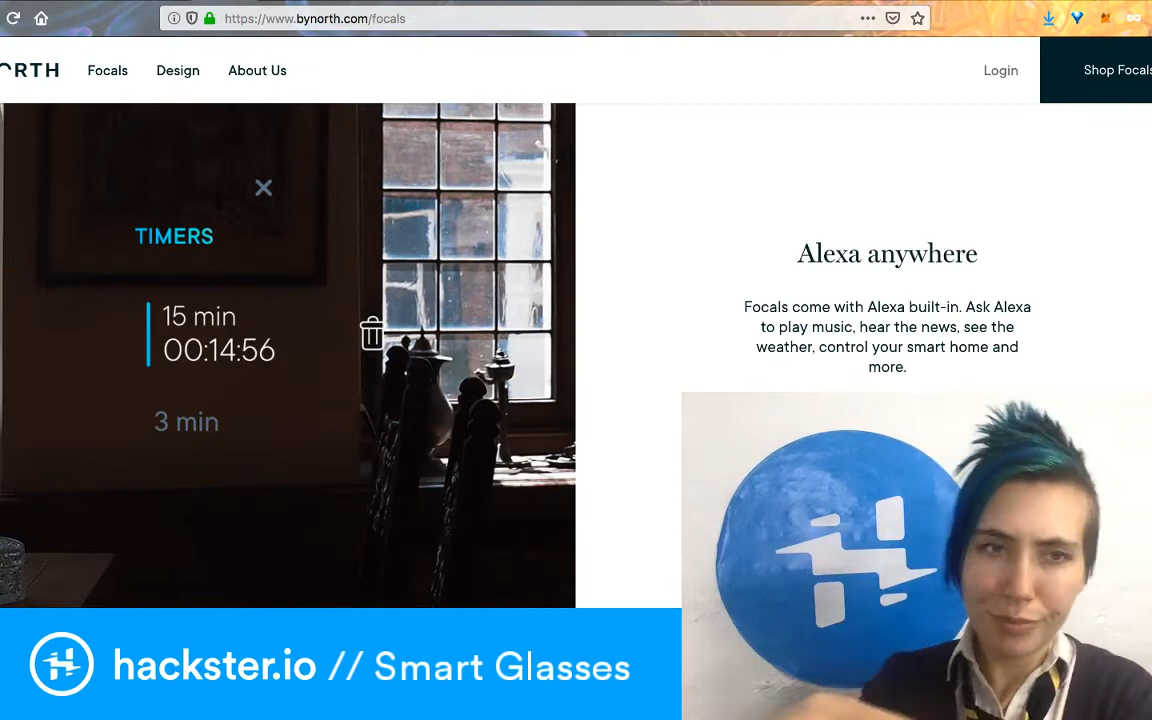 https://www.bynorth.com/focals
ORTH
Focals
Design
About Us
Login
Shop Focals
TIMERS
15 min
00:14:56
3 min
Alexa anywhere
Focals come with Alexa built-in. Ask Alexa
to play music, hear the news, see the
weather, control your smart home and
more.
hackster.io // Smart Glasses